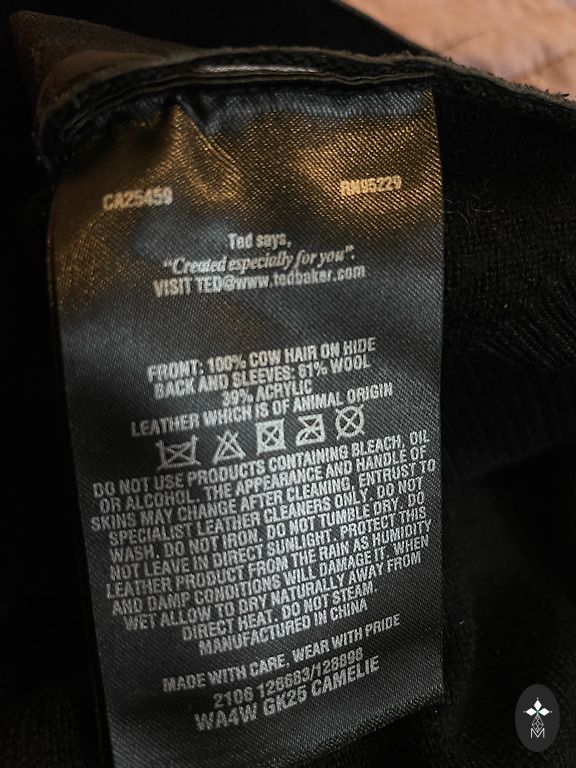 CA25459 RN95229
Ted says,
"Created especially for you".
VISIT TED@www.tedbaker.com
FRONT: 100% COW HAIR ON HIDE
BACK AND SLEEVES: 61% WOOL
39% ACRYLIC
LEATHER WHICH IS OF ANIMAL ORIGIN
DO NOT USE PRODUCTS CONTAINING BLEACH, OIL
OR ALCOHOL. THE APPEARANCE AND HANDLE OF
SKINS MAY CHANGE AFTER CLEANING. ENTRUST TO
SPECIALIST LEATHER CLEANERS ONLY. DO NOT
WASH. DO NOT IRON. DO NOT TUMBLE DRY. DO
NOT LEAVE IN DIRECT SUNLIGHT. PROTECT THIS
LEATHER PRODUCT FROM THE RAIN AS HUMIDITY
AND DAMP CONDITIONS WILL DAMAGE IT. WHEN
WET ALLOW TO DRY NATURALLY AWAY FROM
DIRECT HEAT. DO NOT STEAM.
MANUFACTURED IN CHINA
MADE WITH CARE. WEAR WITH PRIDE
2106 126683/128898
WA4W GK25 CAMELIE
M